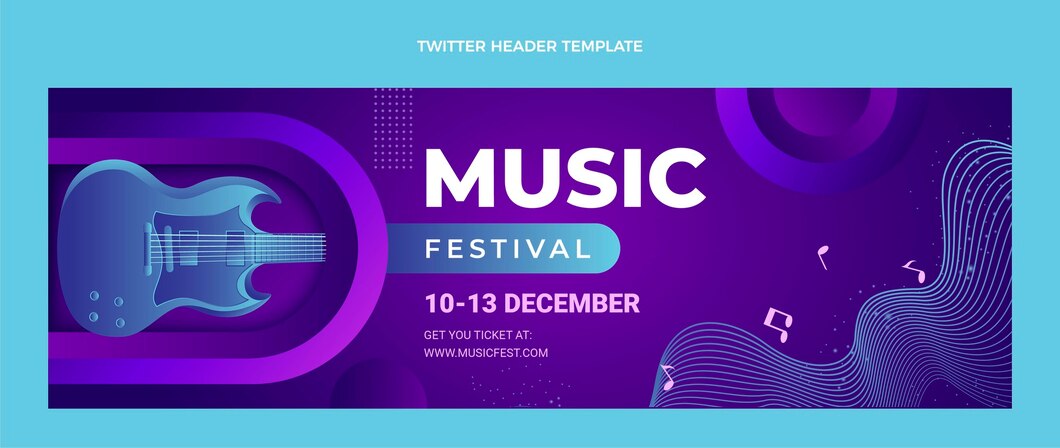 TWITTER HEADER TEMPLATE
MUSIC
FESTIVAL
10-13 DECEMBER
GET YOU TICKET AT:
WWW.MUSICFEST.COM